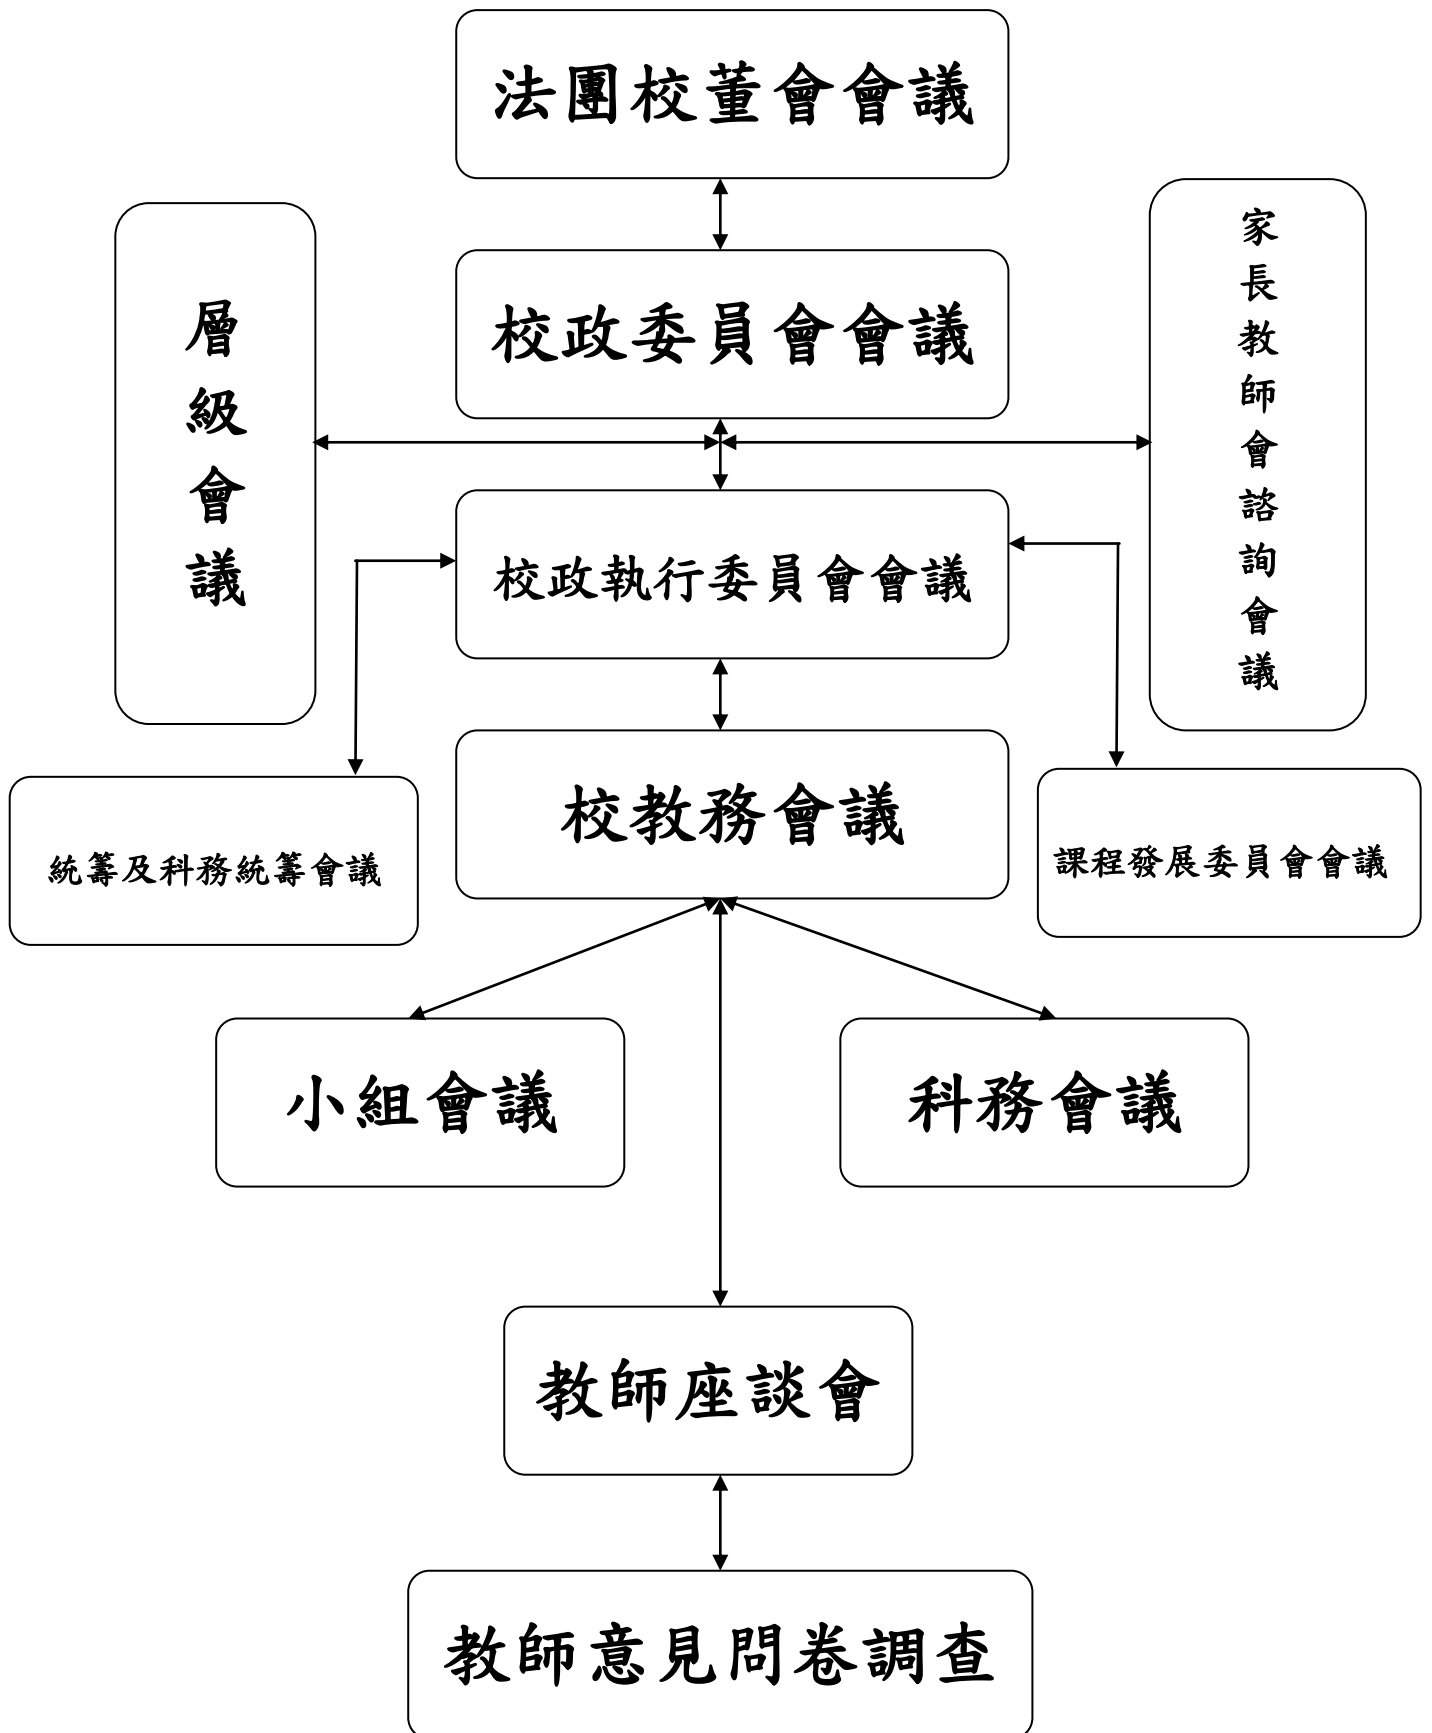 法團校董會會議
校政委員會會議
層級會議
家長教師會諮詢會議
校政執行委員會會議
校教務會議
統籌及科務統籌會議
課程發展委員會會議
小組會議
科務會議
教師座談會
教師意見問卷調查